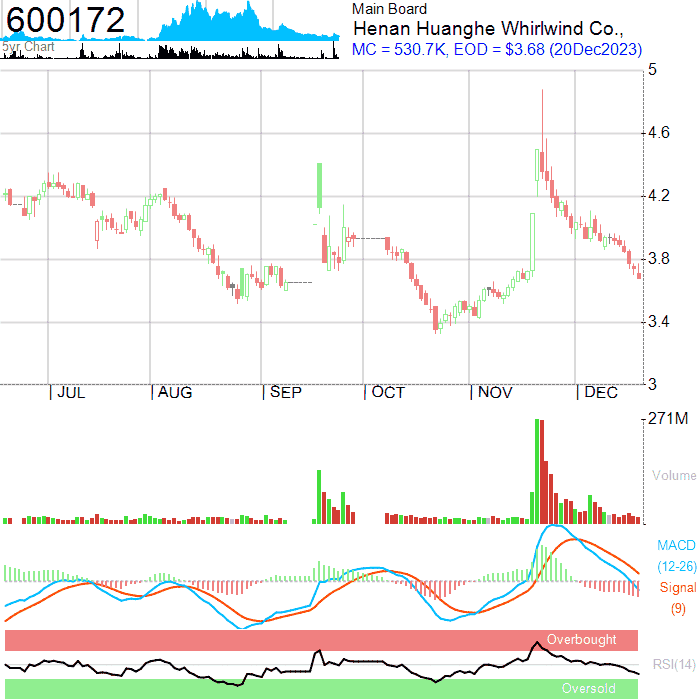 600172
5yr Chart
Main Board
Henan Huanghe Whirlwind Co.,
MC = 530.7K, EOD = $3.68 (20Dec2023)
5
4.6
4.2
3.8
3.4
3
JUL AUG SEP OCT NOV DEC
271M
Volume
MACD
(12-26)
Signal
(9)
Overbought
RSI(14)
Oversold